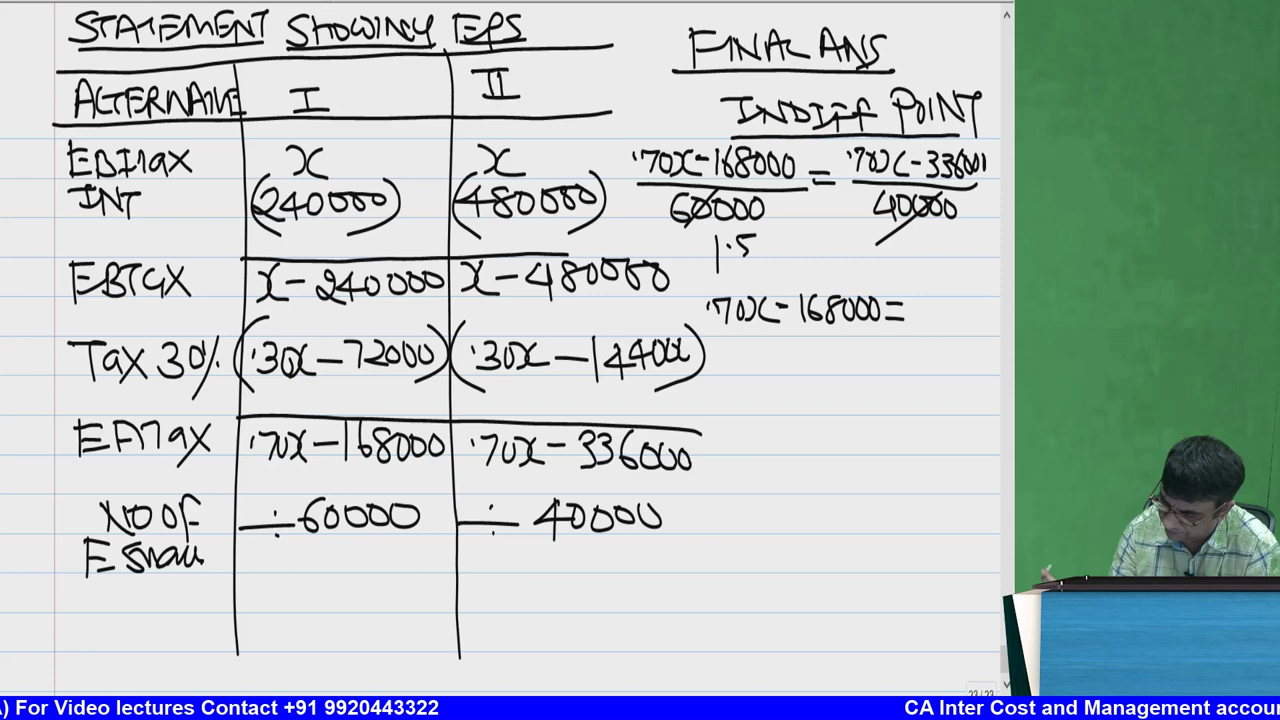 STATEMENT SHOWING EPS
ALTERNATIVE I II
EBITax x x
INT (240000) (480000)
EBTax x - 240000 x - 480000
Tax 30% (.30x - 72000) (.30x - 144000)
EATax .70x - 168000 .70x - 336000
NO OF ÷ 60000 ÷ 40000
E Share
FINAL ANS
INDIFF POINT
.70x - 168000 = .70x - 336000
60000 40000
1.5
.70x - 168000 =
23/23
A) For Video lectures Contact +91 9920443322
CA Inter Cost and Management accou